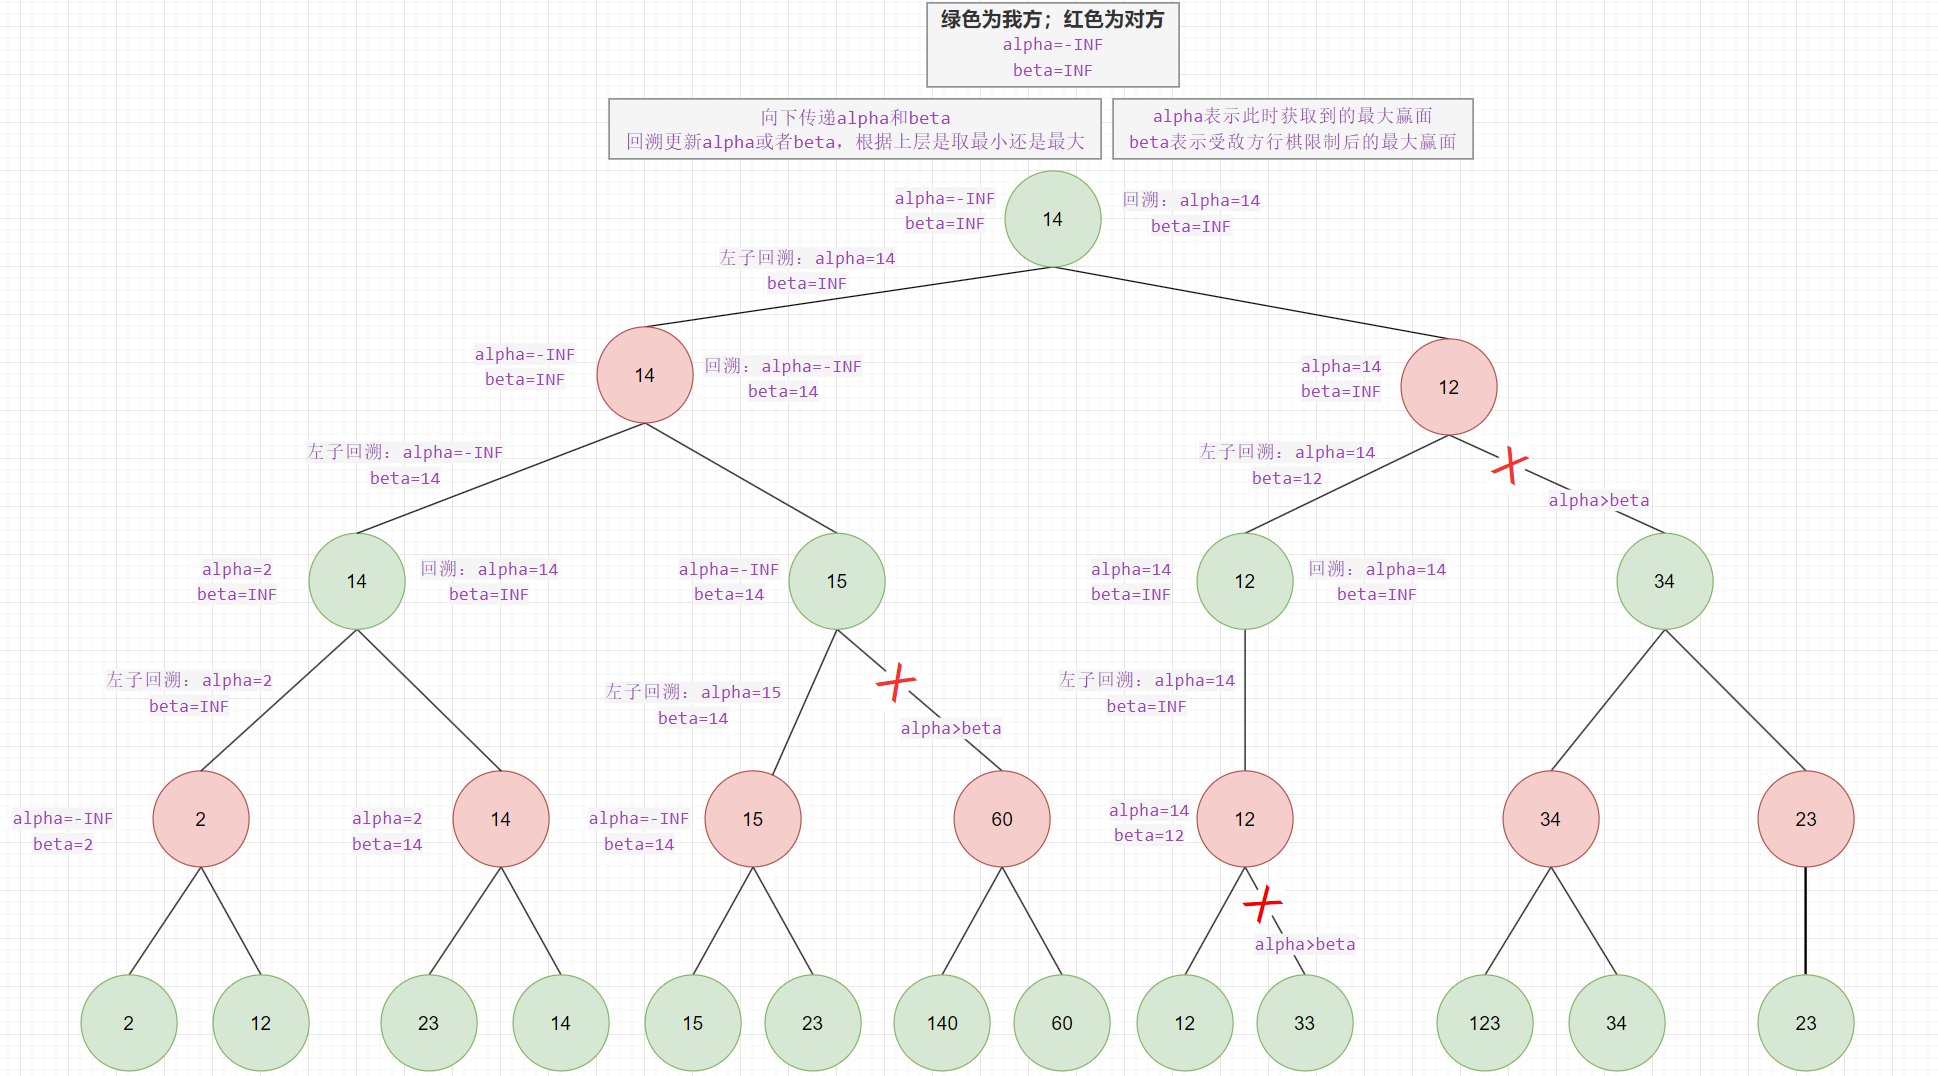 绿色为我方；红色为对方
alpha=-INF
beta=INF
向下传递alpha和beta
回溯更新alpha或者beta，根据上层是取最小还是最大
alpha表示此时获取到的最大赢面
beta表示受敌方行棋限制后的最大赢面
alpha=-INF
beta=INF
14
回溯：alpha=14
beta=INF
左子回溯：alpha=14
beta=INF
alpha=-INF
beta=INF
14
回溯：alpha=-INF
beta=14
alpha=14
beta=INF
12
左子回溯：alpha=-INF
beta=14
左子回溯：alpha=14
beta=12
alpha>beta
alpha=2
beta=INF
14
回溯：alpha=14
beta=INF
alpha=-INF
beta=14
15
alpha=14
beta=INF
12
回溯：alpha=14
beta=INF
34
左子回溯：alpha=2
beta=INF
左子回溯：alpha=15
beta=14
alpha>beta
左子回溯：alpha=14
beta=INF
alpha=-INF
beta=2
2
alpha=2
beta=14
14
alpha=-INF
beta=14
15
60
alpha=14
beta=12
12
34
23
alpha>beta
2
12
23
14
15
23
140
60
12
33
123
34
23